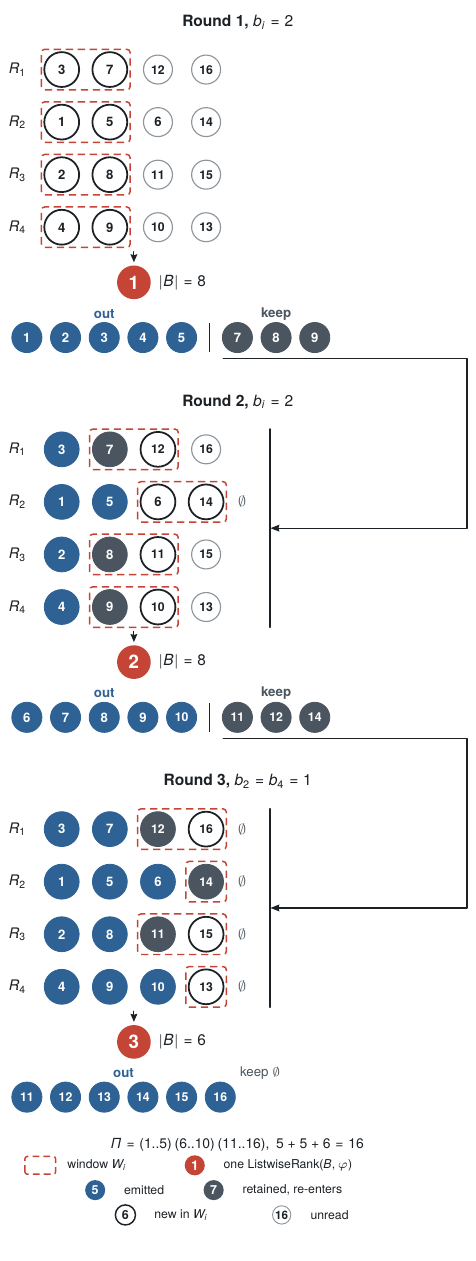 Round 1, bᵢ = 2
R₁ 3 7 12 16
R₂ 1 5 6 14
R₃ 2 8 11 15
R₄ 4 9 10 13
1 |B| = 8
out keep
1 2 3 4 5 7 8 9
Round 2, bᵢ = 2
R₁ 3 7 12 16
R₂ 1 5 6 14 ∅
R₃ 2 8 11 15
R₄ 4 9 10 13
2 |B| = 8
out keep
6 7 8 9 10 11 12 14
Round 3, b₂ = b₄ = 1
R₁ 3 7 12 16 ∅
R₂ 1 5 6 14 ∅
R₃ 2 8 11 15 ∅
R₄ 4 9 10 13 ∅
3 |B| = 6
out keep ∅
11 12 13 14 15 16
Π = (1..5) (6..10) (11..16), 5 + 5 + 6 = 16
window Wᵢ 1 one ListwiseRank(B, φ)
5 emitted 7 retained, re-enters
6 new in Wᵢ 16 unread